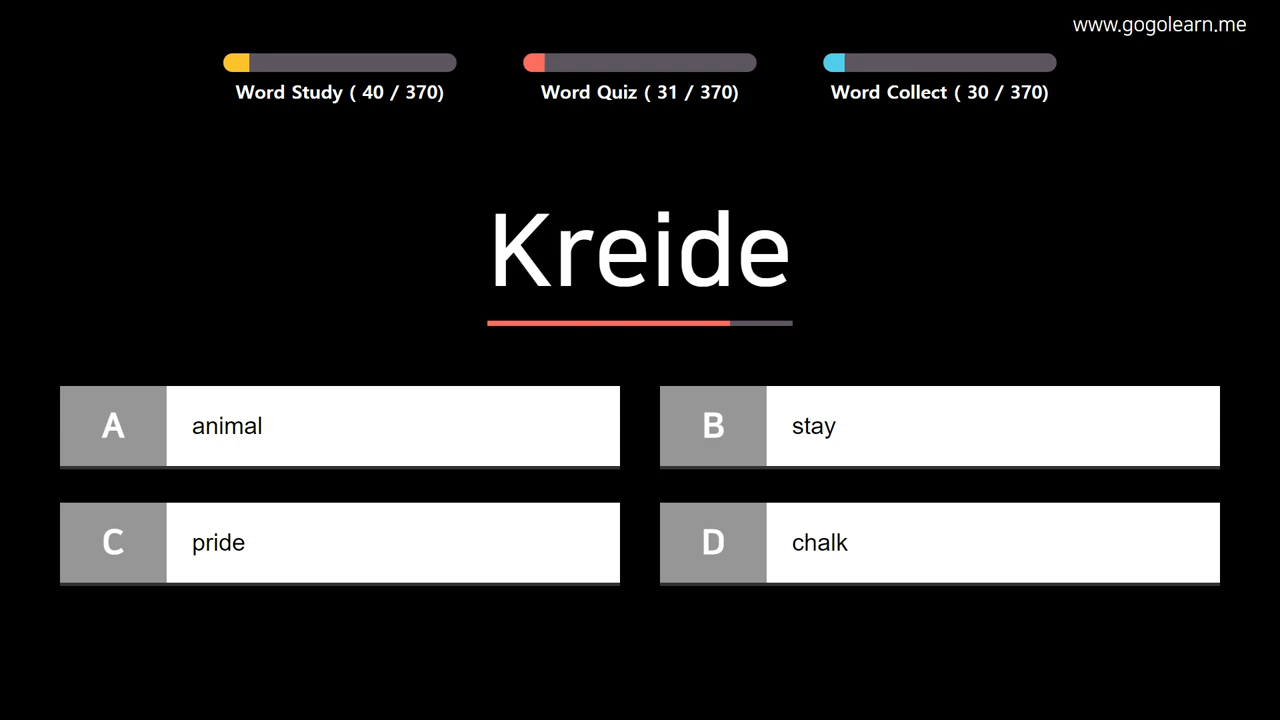 www.gogolearn.me
Word Study ( 40 / 370)
Word Quiz ( 31 / 370)
Word Collect ( 30 / 370)
Kreide
A animal
B stay
C pride
D chalk